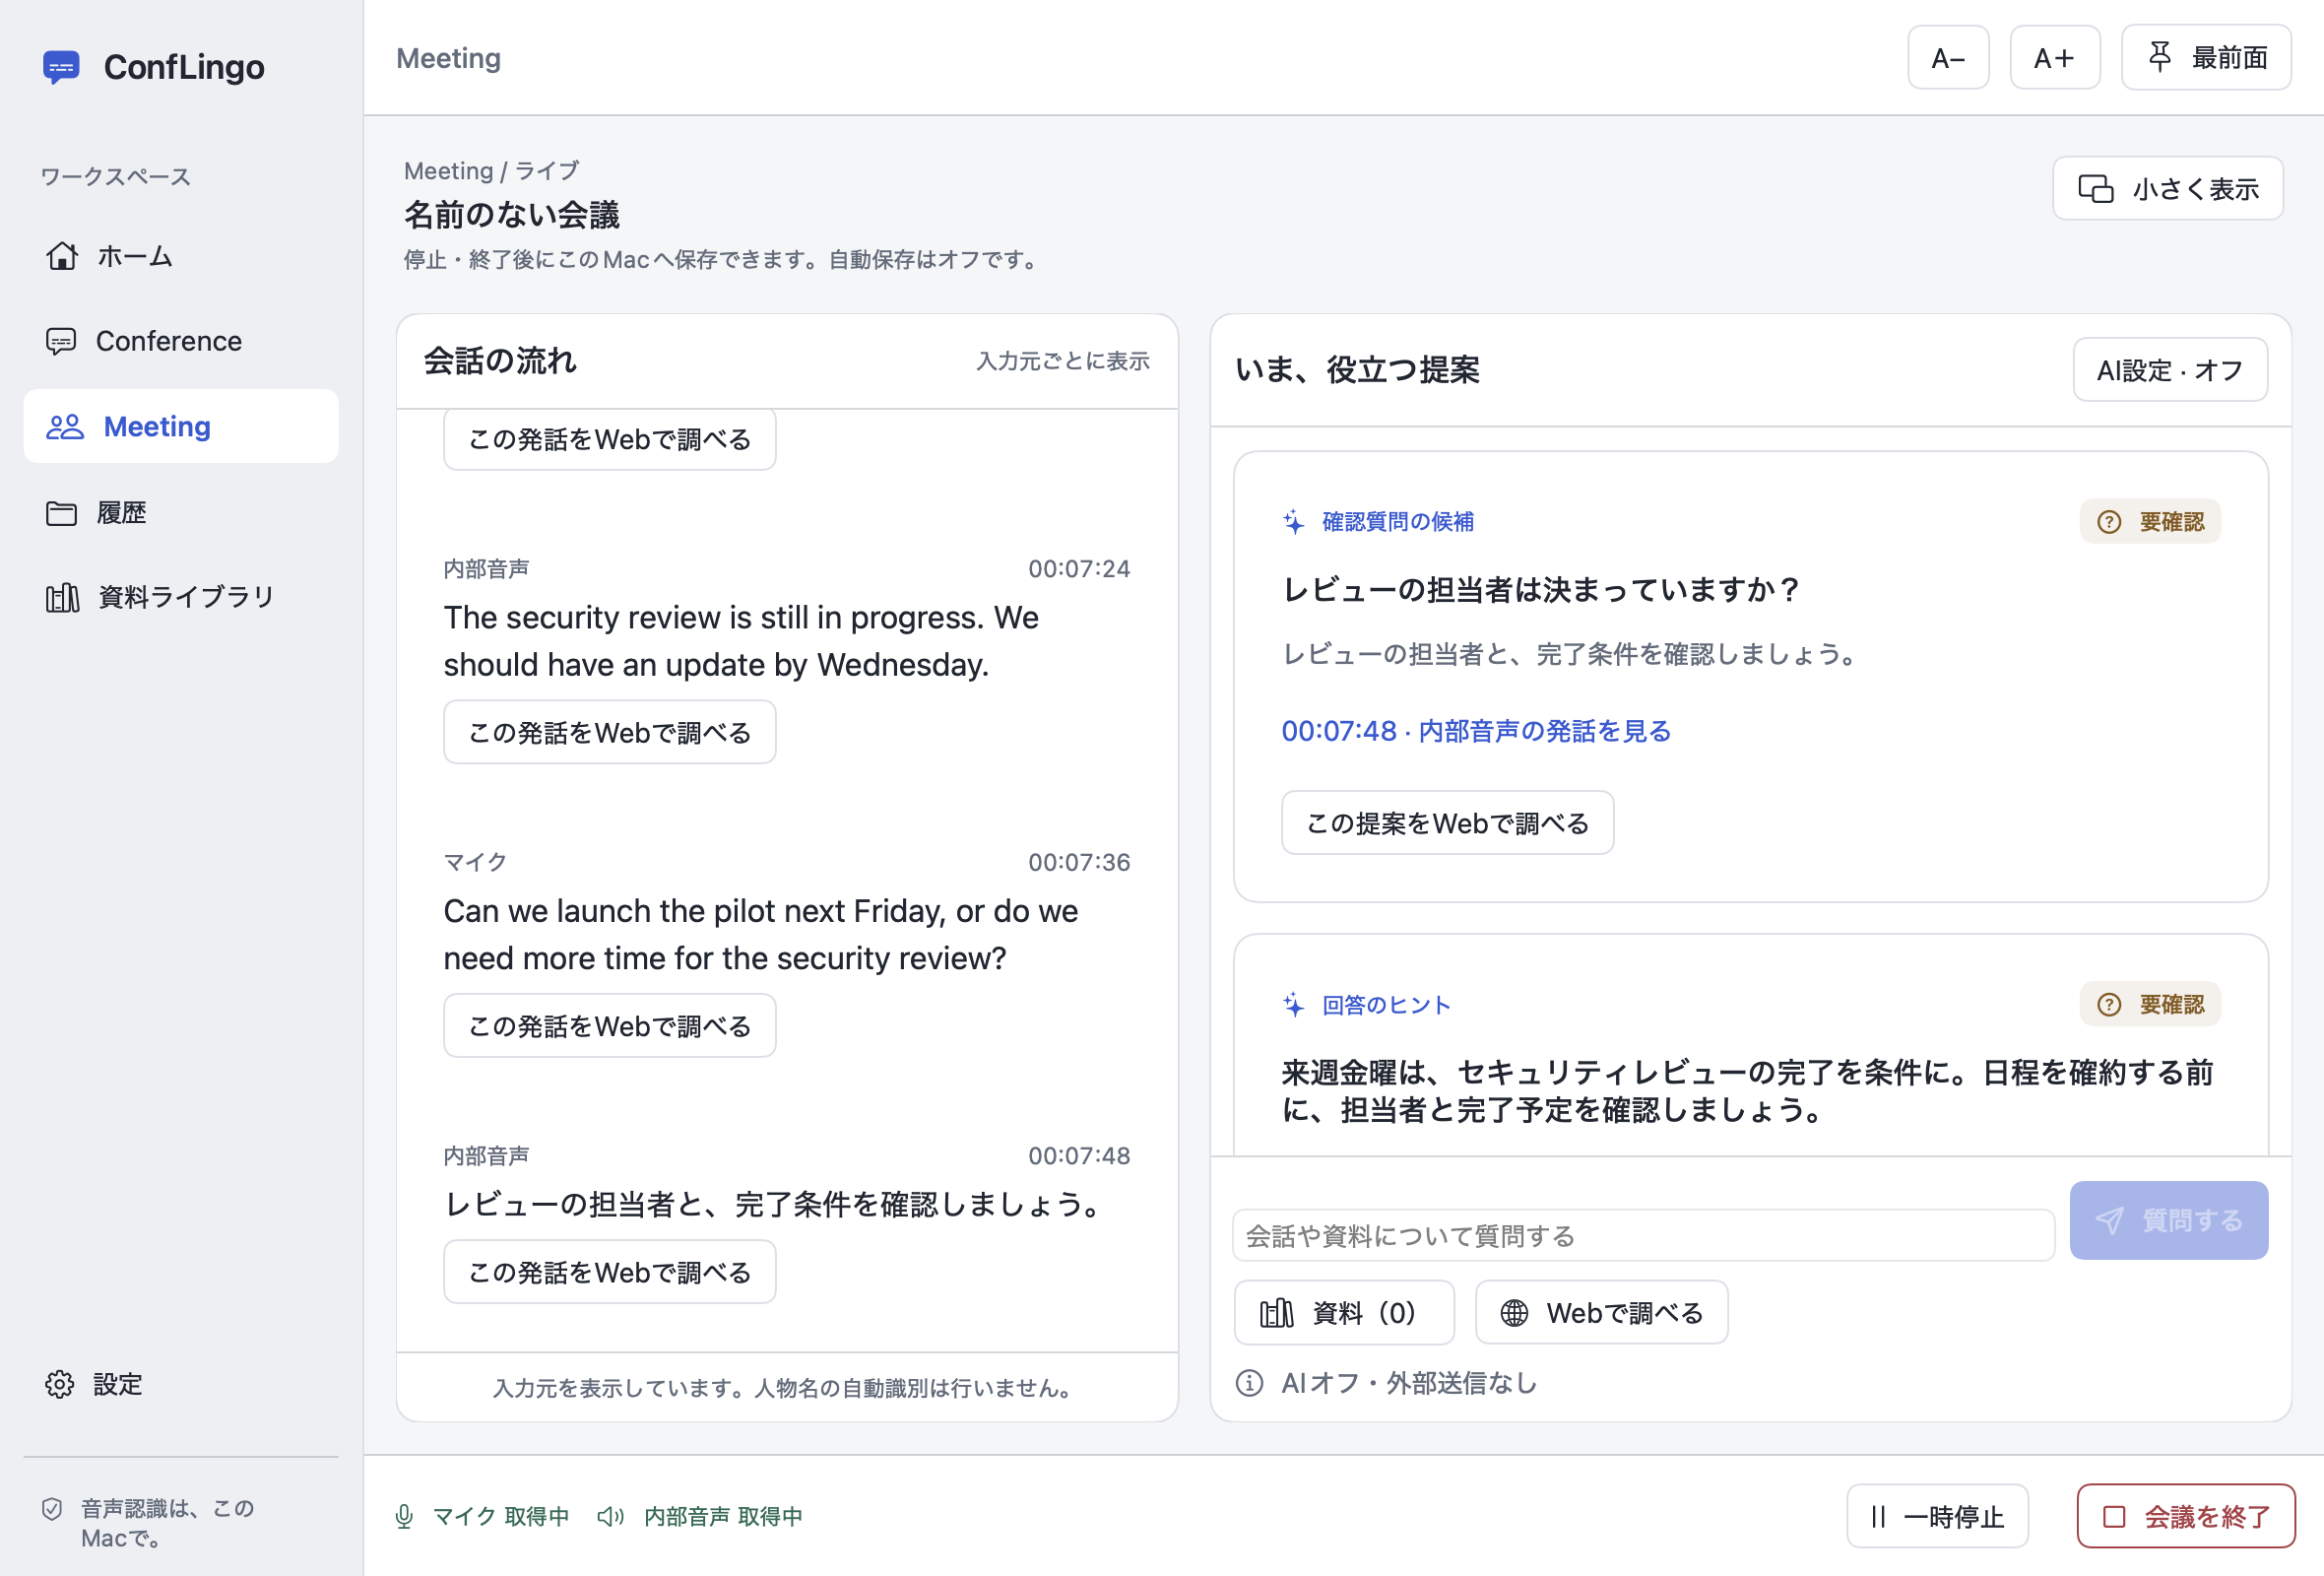 ConfLingo
ワークスペース
ホーム
Conference
Meeting
履歴
資料ライブラリ
設定
音声認識は、この
Macで。
Meeting
A−
A+
最前面
Meeting / ライブ
名前のない会議
停止・終了後にこのMacへ保存できます。自動保存はオフです。
小さく表示
会話の流れ
入力元ごとに表示
この発話をWebで調べる
内部音声
00:07:24
The security review is still in progress. We
should have an update by Wednesday.
この発話をWebで調べる
マイク
00:07:36
Can we launch the pilot next Friday, or do we
need more time for the security review?
この発話をWebで調べる
内部音声
00:07:48
レビューの担当者と、完了条件を確認しましょう。
この発話をWebで調べる
入力元を表示しています。人物名の自動識別は行いません。
いま、役立つ提案
AI設定 · オフ
確認質問の候補
要確認
レビューの担当者は決まっていますか？
レビューの担当者と、完了条件を確認しましょう。
00:07:48 · 内部音声の発話を見る
この提案をWebで調べる
回答のヒント
要確認
来週金曜は、セキュリティレビューの完了を条件に。日程を確約する前
に、担当者と完了予定を確認しましょう。
会話や資料について質問する
質問する
資料（0）
Webで調べる
AIオフ・外部送信なし
マイク 取得中
内部音声 取得中
一時停止
会議を終了